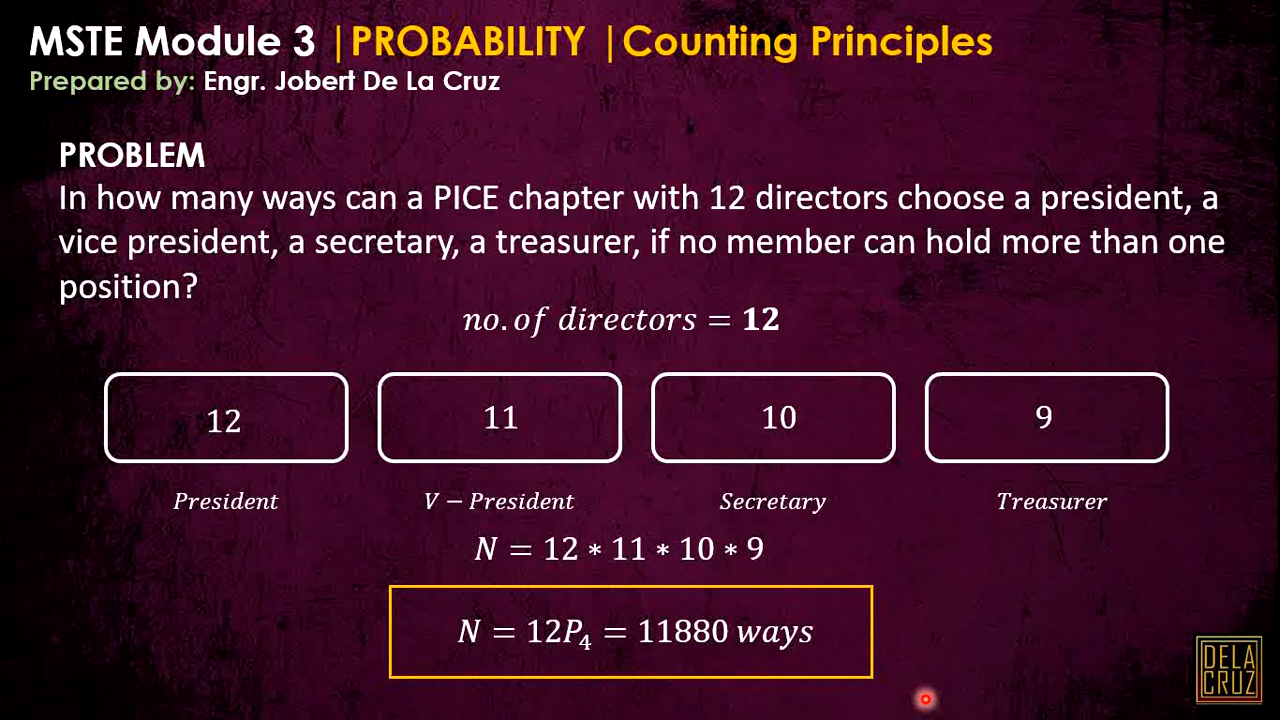 MSTE Module 3 |PROBABILITY |Counting Principles
Prepared by: Engr. Jobert De La Cruz
PROBLEM
In how many ways can a PICE chapter with 12 directors choose a president, a
vice president, a secretary, a treasurer, if no member can hold more than one
position?
no. of directors = 12
12 11 10 9
President V − President Secretary Treasurer
N = 12 ∗ 11 ∗ 10 ∗ 9
N = 12P₄ = 11880 ways
DELA
CRUZ